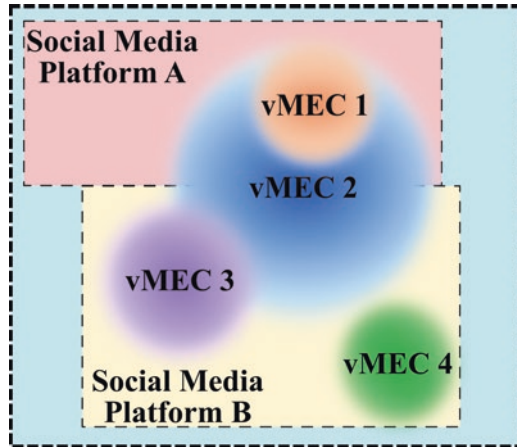 Social Media
Platform A
vMEC 1
vMEC 2
vMEC 3
vMEC 4
Social Media
Platform B